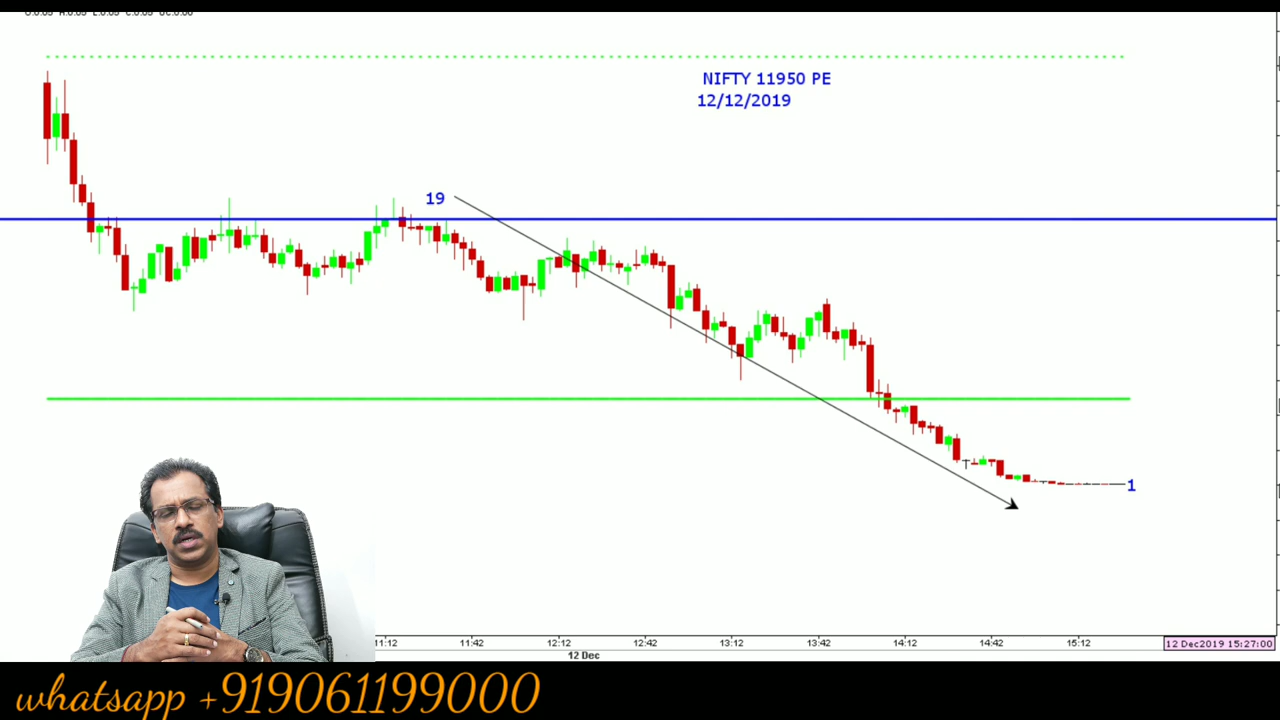 NIFTY 11950 PE
12/12/2019
19
1
11:12 11:42 12:12 12:42 13:12 13:42 14:12 14:42 15:12 12 Dec2019 15:27:00
12 Dec
whatsapp +919061199000